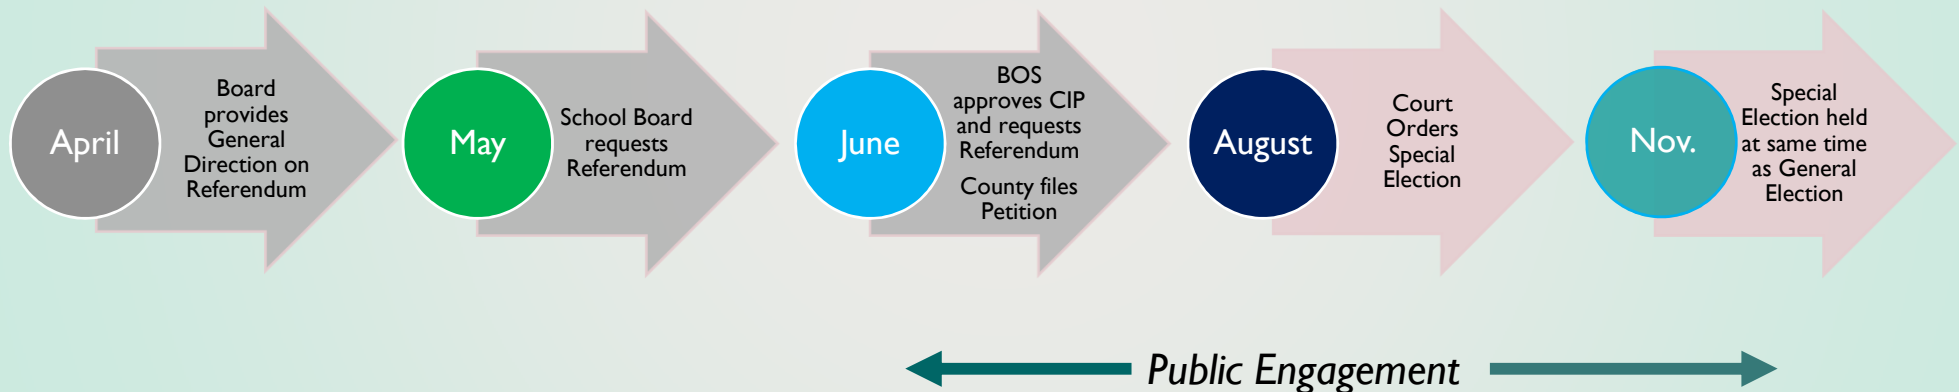 April
Board
provides
General
Direction on
Referendum
May
School Board
requests
Referendum
June
BOS
approves CIP
and requests
Referendum
County files
Petition
August
Court
Orders
Special
Election
Nov.
Special
Election held
at same time
as General
Election
Public Engagement